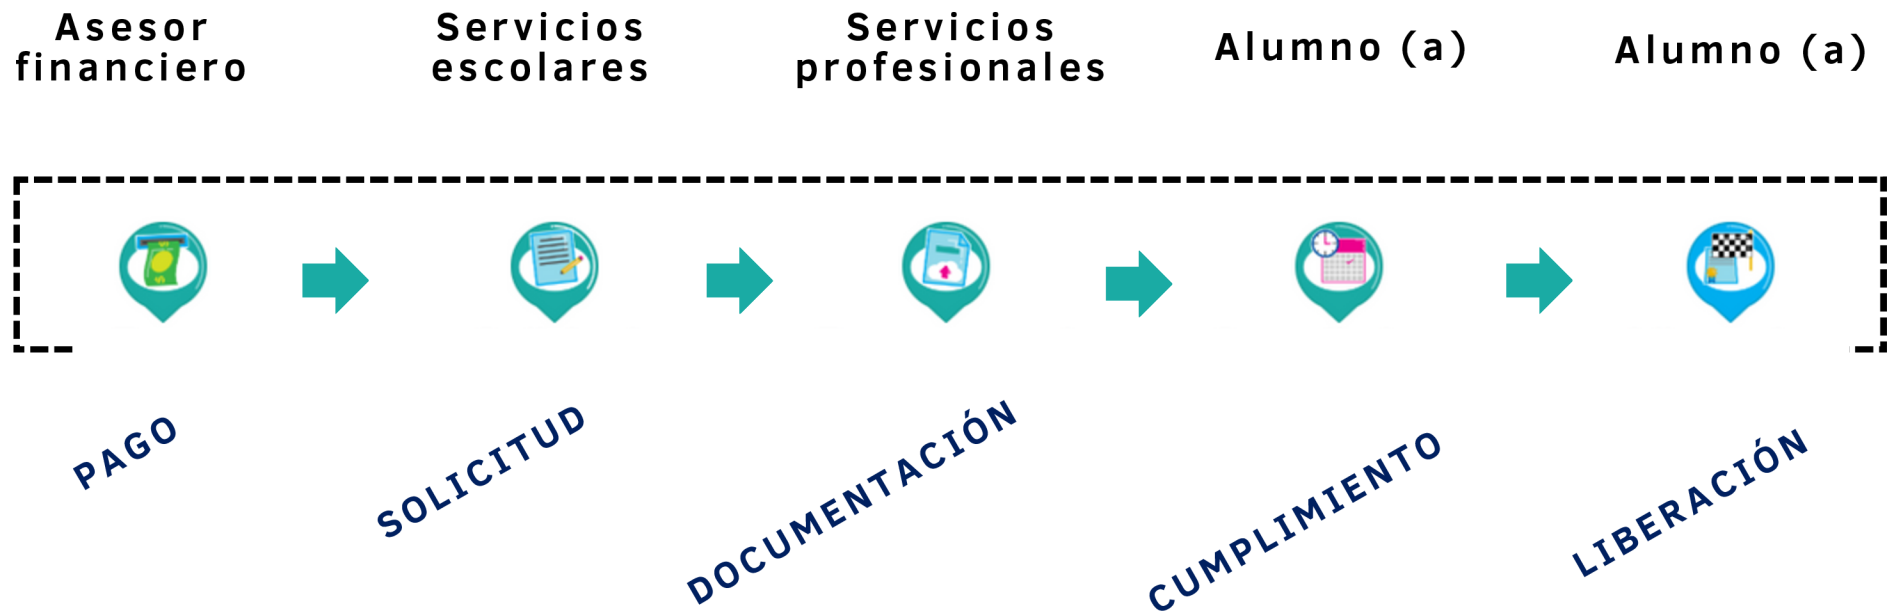 Asesor
financiero
Servicios
escolares
Servicios
profesionales
Alumno (a)
Alumno (a)
PAGO
SOLICITUD
DOCUMENTACIÓN
CUMPLIMIENTO
LIBERACIÓN